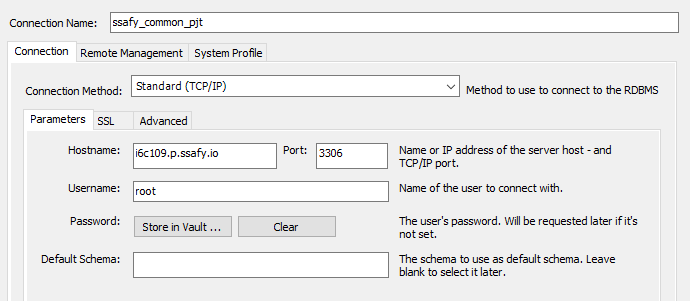 Connection Name: ssafy_common_pjt
Connection Remote Management System Profile
Connection Method: Standard (TCP/IP) Method to use to connect to the RDBMS
Parameters SSL Advanced
Hostname: i6c109.p.ssafy.io Port: 3306 Name or IP address of the server host - and
TCP/IP port.
Username: root Name of the user to connect with.
Password: Store in Vault ... Clear The user's password. Will be requested later if it's
not set.
Default Schema: The schema to use as default schema. Leave
blank to select it later.